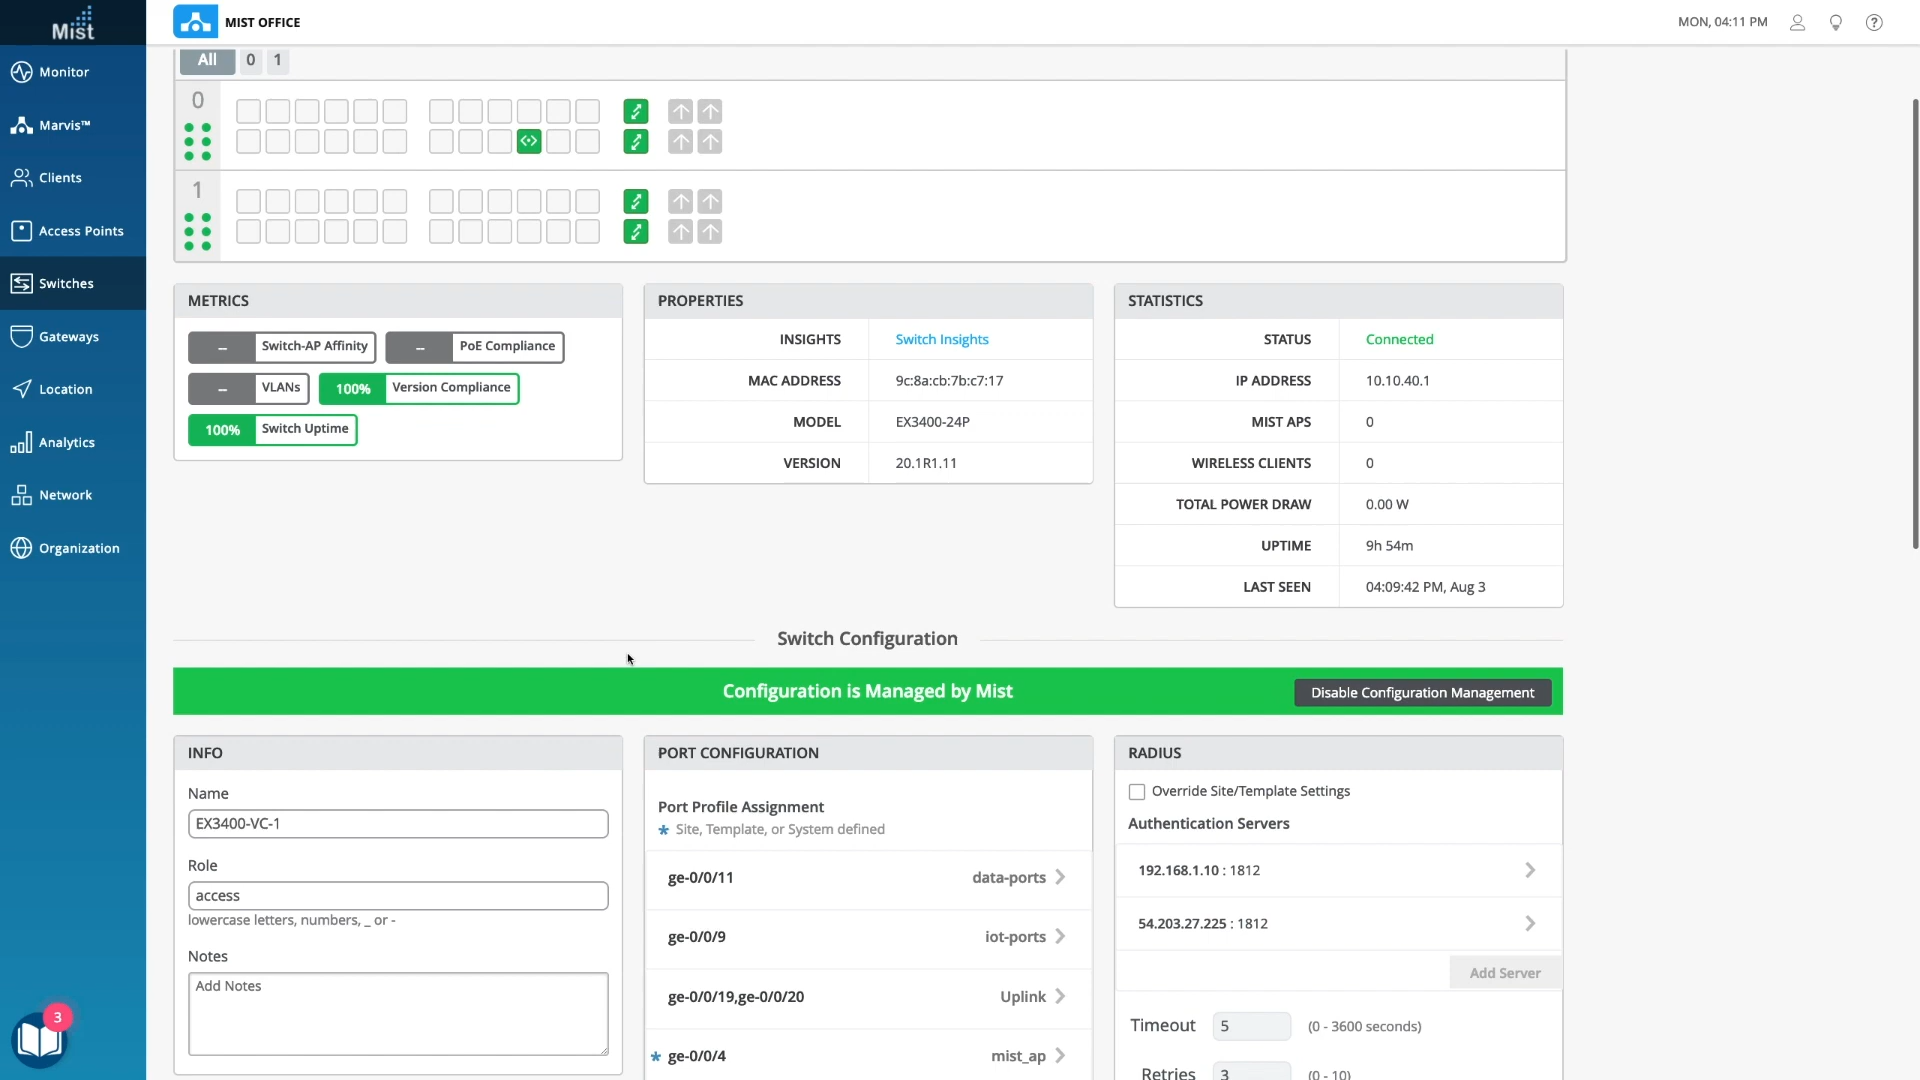 Mist
MIST OFFICE
MON, 04:11 PM
Monitor
Marvis™
Clients
Access Points
Switches
Gateways
Location
Analytics
Network
Organization
3
All 0 1
0
1
METRICS
-- Switch-AP Affinity
-- PoE Compliance
-- VLANs
100% Version Compliance
100% Switch Uptime
PROPERTIES
INSIGHTS Switch Insights
MAC ADDRESS 9c:8a:cb:7b:c7:17
MODEL EX3400-24P
VERSION 20.1R1.11
STATISTICS
STATUS Connected
IP ADDRESS 10.10.40.1
MIST APS 0
WIRELESS CLIENTS 0
TOTAL POWER DRAW 0.00 W
UPTIME 9h 54m
LAST SEEN 04:09:42 PM, Aug 3
Switch Configuration
Configuration is Managed by Mist
Disable Configuration Management
INFO
Name
EX3400-VC-1
Role
access
lowercase letters, numbers, _ or -
Notes
Add Notes
PORT CONFIGURATION
Port Profile Assignment
* Site, Template, or System defined
ge-0/0/11 data-ports
ge-0/0/9 iot-ports
ge-0/0/19,ge-0/0/20 Uplink
* ge-0/0/4 mist_ap
RADIUS
Override Site/Template Settings
Authentication Servers
192.168.1.10 : 1812
54.203.27.225 : 1812
Add Server
Timeout 5 (0 - 3600 seconds)
Retries 3 (0 - 10)